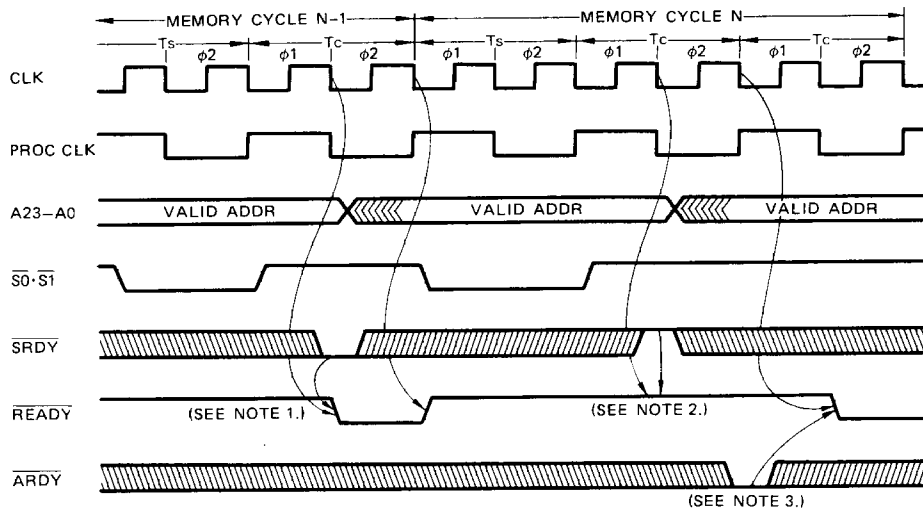 MEMORY CYCLE N-1 MEMORY CYCLE N
TS TC TS TC TC
φ2 φ1 φ2 φ1 φ2 φ1 φ2 φ1 φ2
CLK
PROC CLK
A23-A0 VALID ADDR VALID ADDR VALID ADDR
S0·S1
SRDY
READY (SEE NOTE 1.) (SEE NOTE 2.)
ARDY
(SEE NOTE 3.)